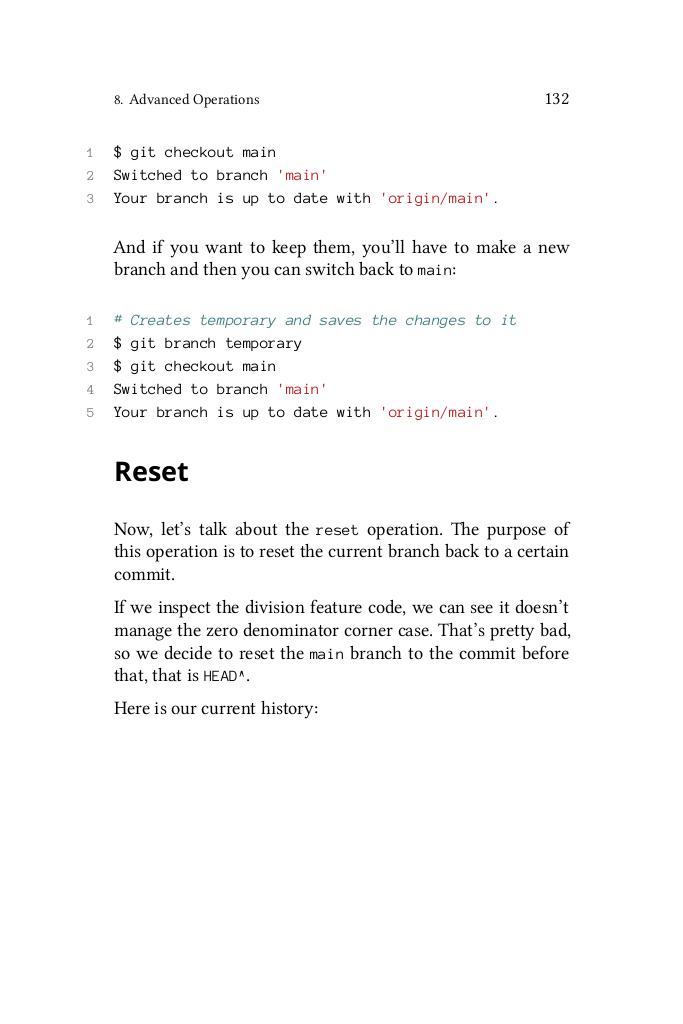 8. Advanced Operations 132
1 $ git checkout main
2 Switched to branch 'main'
3 Your branch is up to date with 'origin/main'.
And if you want to keep them, you'll have to make a new
branch and then you can switch back to main:
1 # Creates temporary and saves the changes to it
2 $ git branch temporary
3 $ git checkout main
4 Switched to branch 'main'
5 Your branch is up to date with 'origin/main'.
Reset
Now, let's talk about the reset operation. The purpose of
this operation is to reset the current branch back to a certain
commit.
If we inspect the division feature code, we can see it doesn't
manage the zero denominator corner case. That's pretty bad,
so we decide to reset the main branch to the commit before
that, that is HEAD^.
Here is our current history: